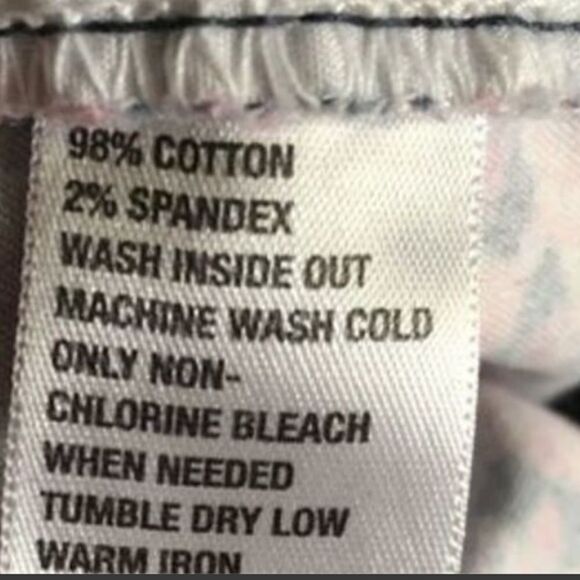 98% COTTON
2% SPANDEX
WASH INSIDE OUT
MACHINE WASH COLD
ONLY NON-
CHLORINE BLEACH
WHEN NEEDED
TUMBLE DRY LOW
WARM IRON